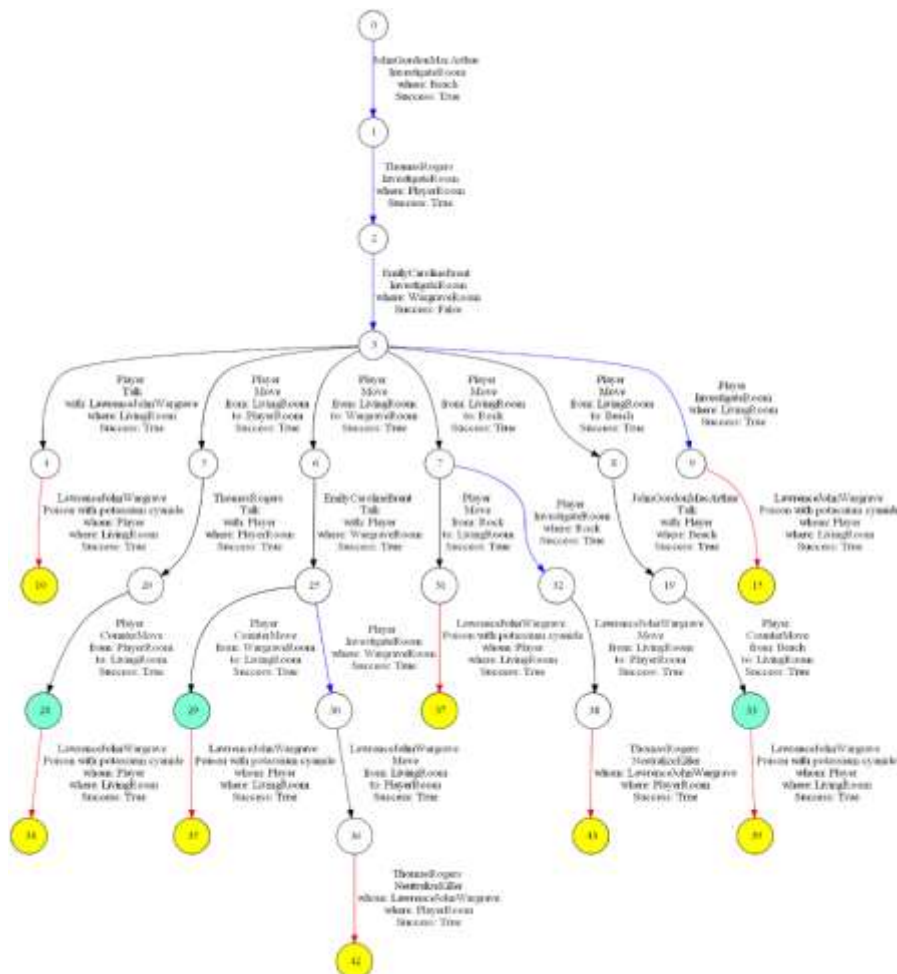 0
JohnGordonMacArthur
InvestigateRoom
where: Beach
Success: True
1
ThomasRogers
InvestigateRoom
where: PlayerRoom
Success: True
2
EmilyCarolineBrent
InvestigateRoom
where: WargraveRoom
Success: False
3
Player
Talk
with: LawrenceJohnWargrave
where: LivingRoom
Success: True
Player
Move
from: LivingRoom
to: PlayerRoom
Success: True
Player
Move
from: LivingRoom
to: WargraveRoom
Success: True
Player
Move
from: LivingRoom
to: Rock
Success: True
Player
Move
from: LivingRoom
to: Beach
Success: True
Player
InvestigateRoom
where: LivingRoom
Success: True
4
5
6
7
8
9
LawrenceJohnWargrave
Poison with potassium cyanide
whom: Player
where: LivingRoom
Success: True
ThomasRogers
Talk
with: Player
where: PlayerRoom
Success: True
EmilyCarolineBrent
Talk
with: Player
where: WargraveRoom
Success: True
Player
Move
from: Rock
to: LivingRoom
Success: True
Player
InvestigateRoom
where: Rock
Success: True
JohnGordonMacArthur
Talk
with: Player
where: Beach
Success: True
LawrenceJohnWargrave
Poison with potassium cyanide
whom: Player
where: LivingRoom
Success: True
20
25
32
19
15
Player
CounterMove
from: PlayerRoom
to: LivingRoom
Success: True
Player
CounterMove
from: WargraveRoom
to: LivingRoom
Success: True
Player
InvestigateRoom
where: WargraveRoom
Success: True
LawrenceJohnWargrave
Poison with potassium cyanide
whom: Player
where: LivingRoom
Success: True
LawrenceJohnWargrave
Move
from: LivingRoom
to: PlayerRoom
Success: True
Player
CounterMove
from: Beach
to: LivingRoom
Success: True
29
30
37
38
33
LawrenceJohnWargrave
Poison with potassium cyanide
whom: Player
where: LivingRoom
Success: True
LawrenceJohnWargrave
Poison with potassium cyanide
whom: Player
where: LivingRoom
Success: True
LawrenceJohnWargrave
Move
from: LivingRoom
to: PlayerRoom
Success: True
ThomasRogers
NeutralizeKiller
whom: LawrenceJohnWargrave
where: PlayerRoom
Success: True
LawrenceJohnWargrave
Poison with potassium cyanide
whom: Player
where: LivingRoom
Success: True
34
35
36
43
39
ThomasRogers
NeutralizeKiller
whom: LawrenceJohnWargrave
where: PlayerRoom
Success: True
42